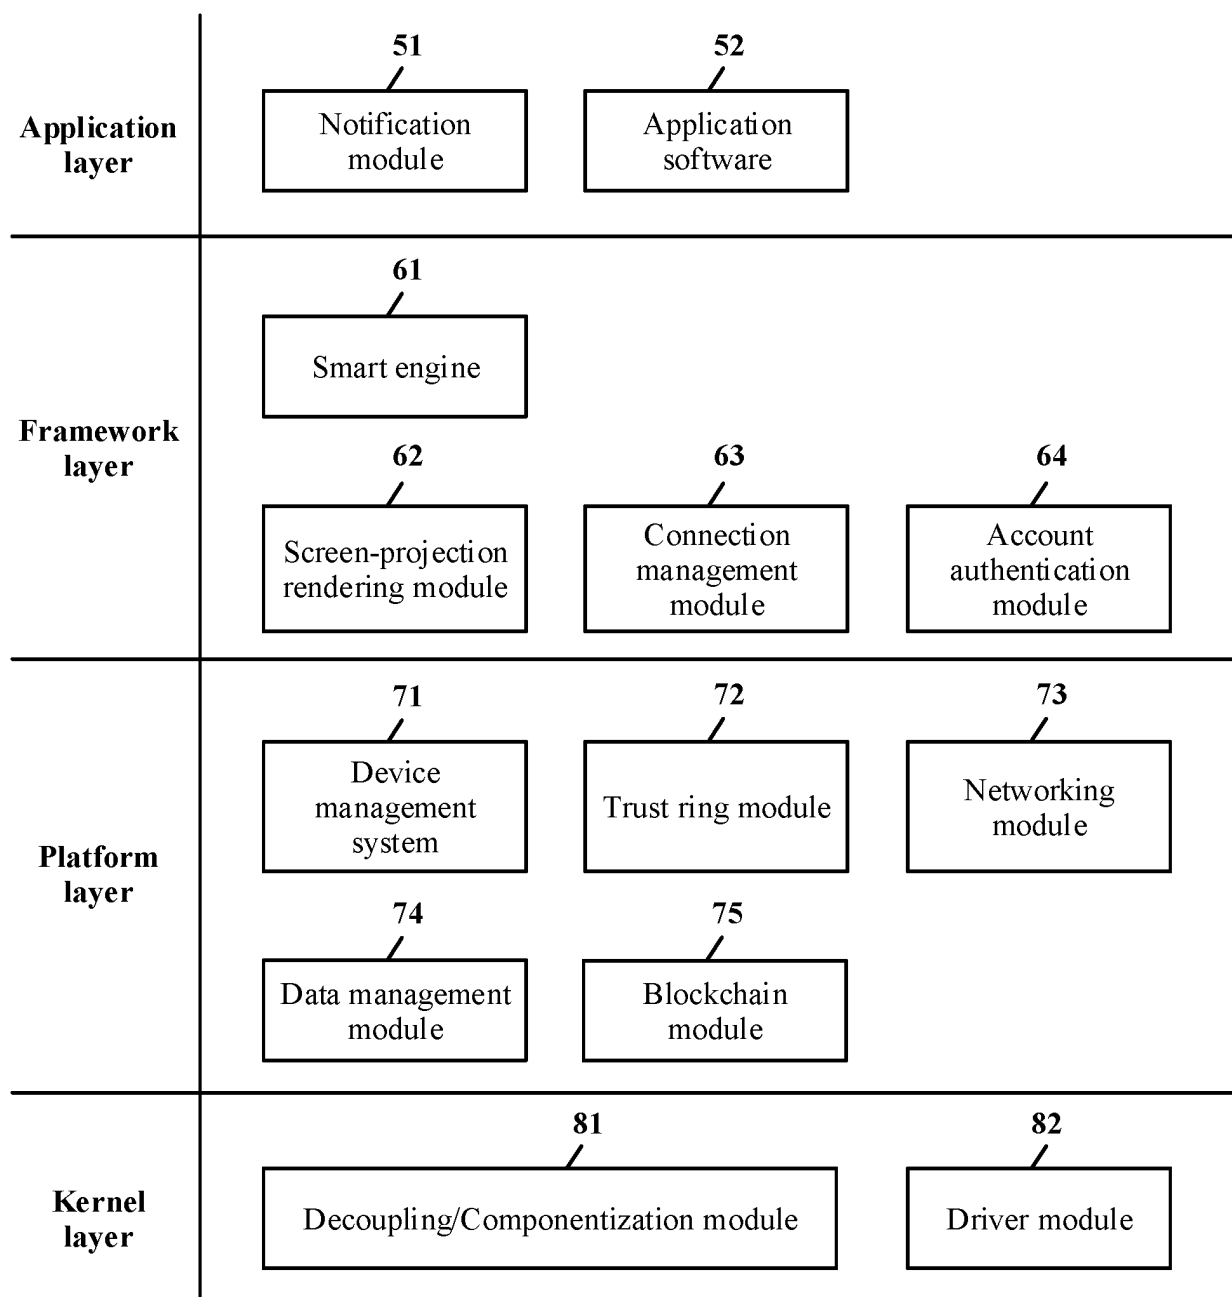 51
52
Application
layer
Notification
module
Application
software
61
Smart engine
Framework
layer
62
63
64
Screen-projection
rendering module
Connection
management
module
Account
authentication
module
71
72
73
Device
management
system
Trust ring module
Networking
module
Platform
layer
74
75
Data management
module
Blockchain
module
81
82
Kernel
layer
Decoupling/Componentization module
Driver module